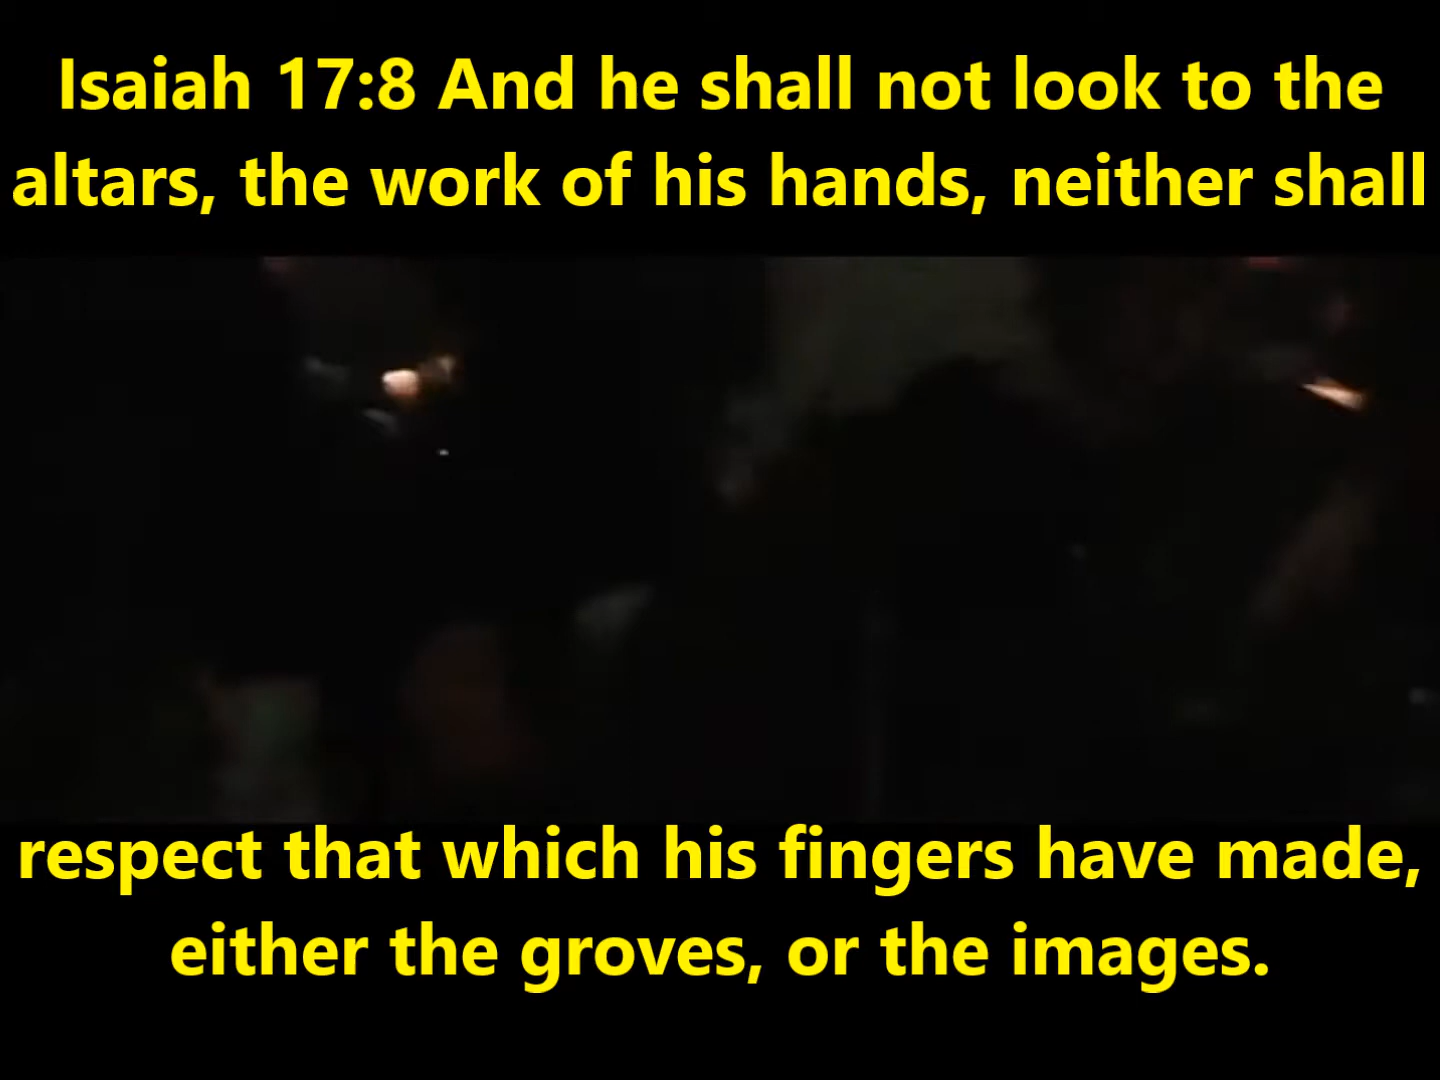 Isaiah 17:8 And he shall not look to the
altars, the work of his hands, neither shall
respect that which his fingers have made,
either the groves, or the images.